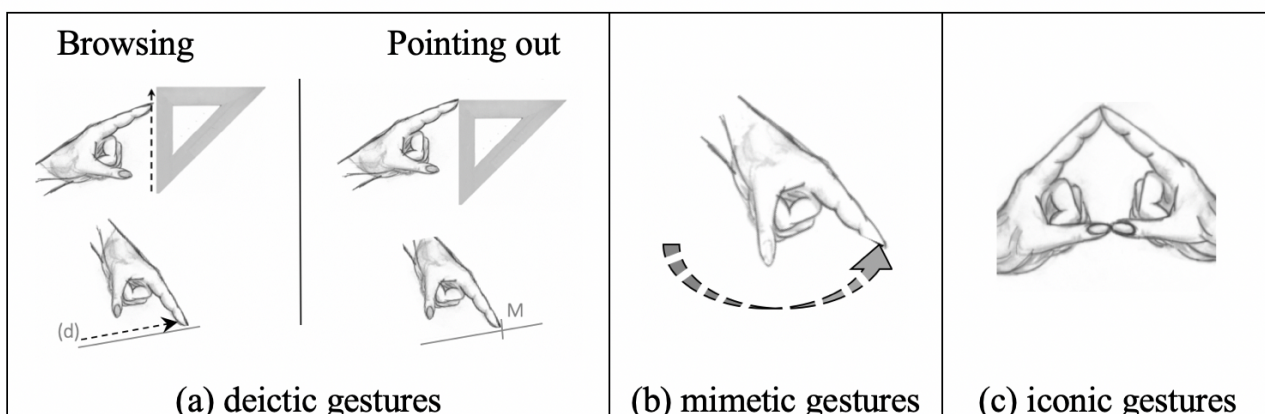 Browsing
Pointing out
(d)
M
(a) deictic gestures
(b) mimetic gestures
(c) iconic gestures